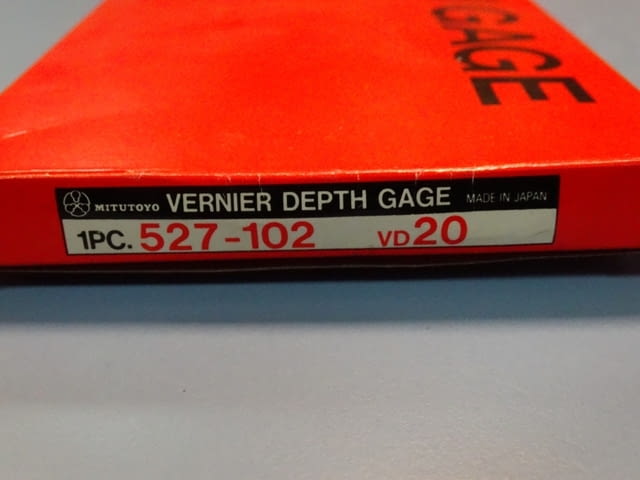 GAGE
MITUTOYO VERNIER DEPTH GAGE MADE IN JAPAN
1PC. 527-102 VD20